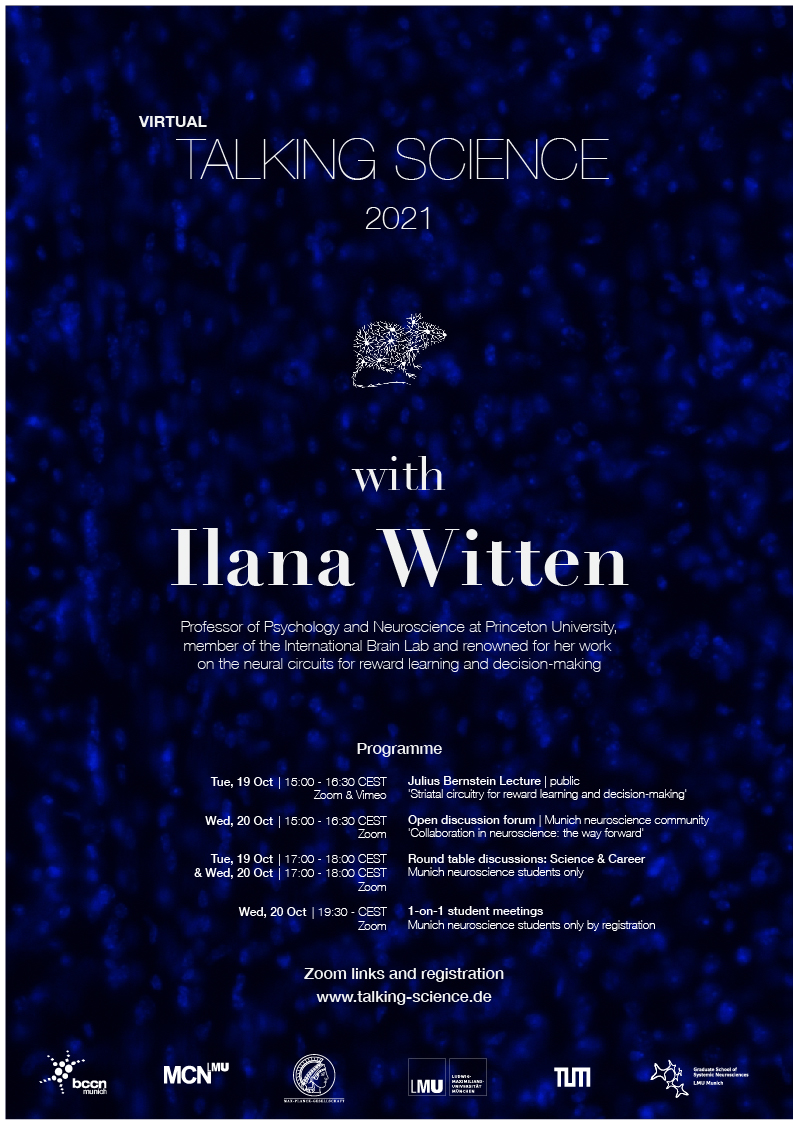 VIRTUAL
TALKING SCIENCE
2021
with
Ilana Witten
Professor of Psychology and Neuroscience at Princeton University,
member of the International Brain Lab and renowned for her work
on the neural circuits for reward learning and decision-making
Programme
Tue, 19 Oct | 15:00 - 16:30 CEST
Zoom & Vimeo
Julius Bernstein Lecture | public
'Striatal circuitry for reward learning and decision-making'
Wed, 20 Oct | 15:00 - 16:30 CEST
Zoom
Open discussion forum | Munich neuroscience community
'Collaboration in neuroscience: the way forward'
Tue, 19 Oct | 17:00 - 18:00 CEST
& Wed, 20 Oct | 17:00 - 18:00 CEST
Zoom
Round table discussions: Science & Career
Munich neuroscience students only
Wed, 20 Oct | 19:30 - CEST
Zoom
1-on-1 student meetings
Munich neuroscience students only by registration
Zoom links and registration
www.talking-science.de
bccn
munich
MCN LMU
MAX-PLANCK-GESELLSCHAFT
LMU
LUDWIG-
MAXIMILIANS-
UNIVERSITÄT
MÜNCHEN
TUM
Graduate School of
Systemic Neurosciences
LMU Munich